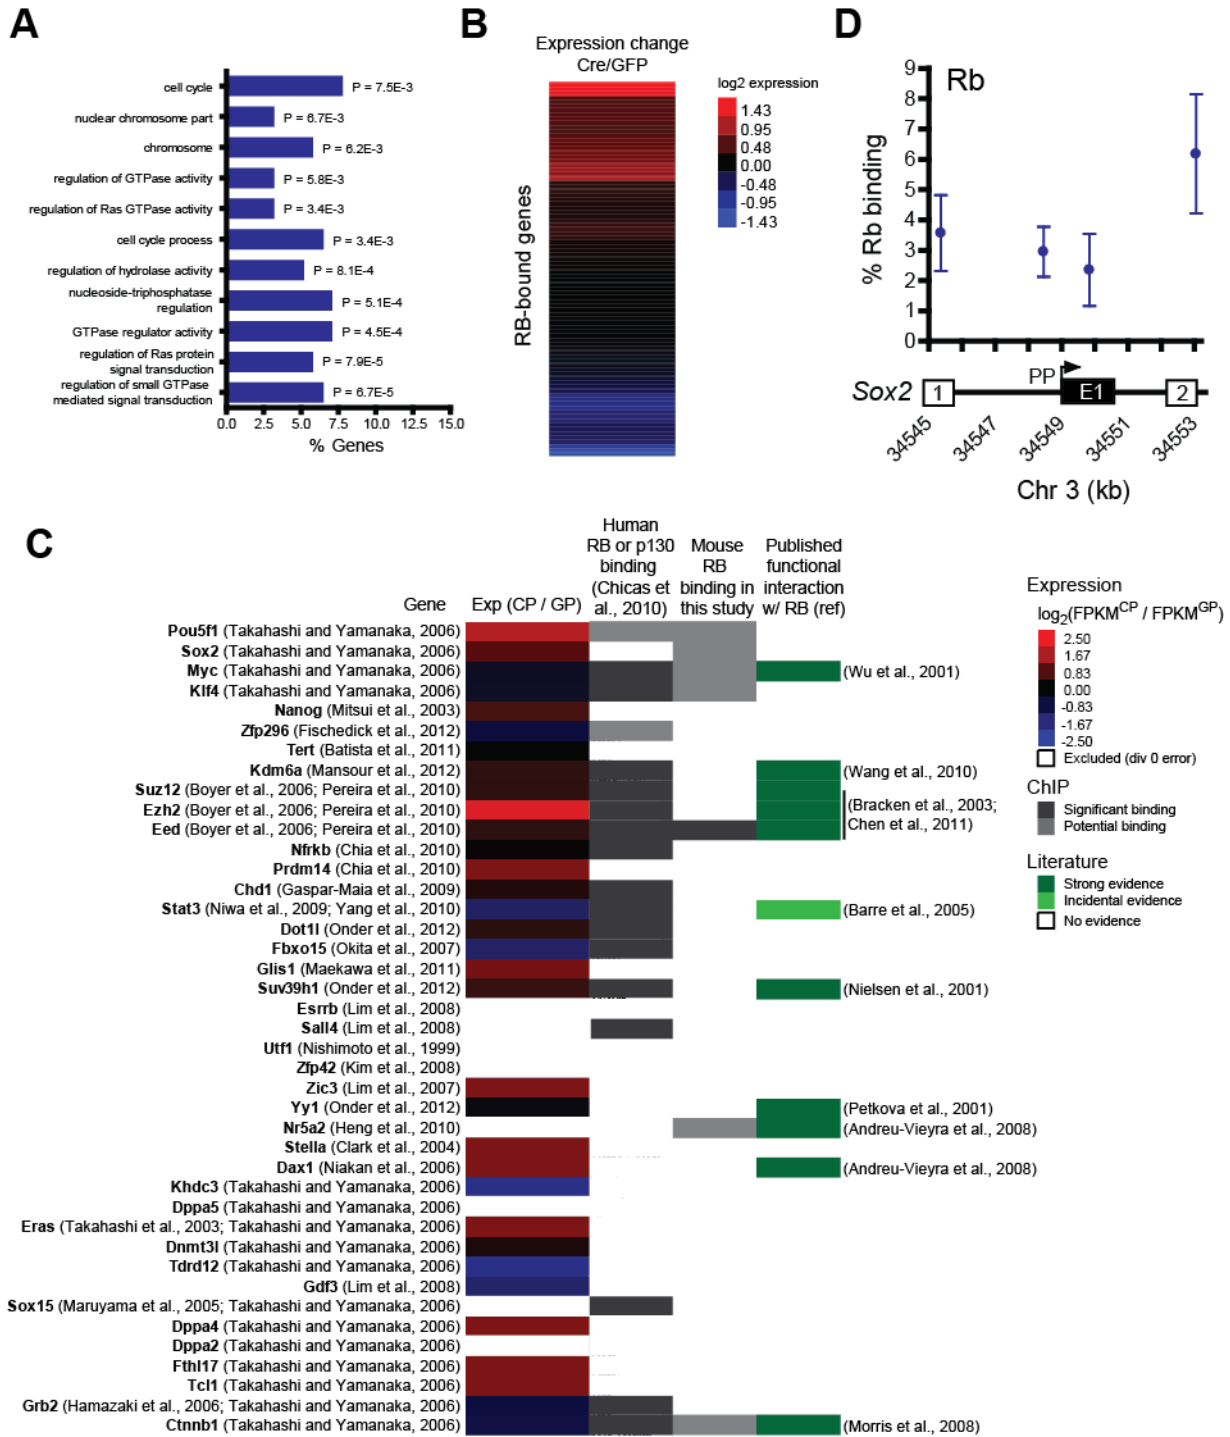 A
cell cycle
P = 7.5E-3
nuclear chromosome part
P = 6.7E-3
chromosome
P = 6.2E-3
regulation of GTPase activity
P = 5.8E-3
regulation of Ras GTPase activity
P = 3.4E-3
cell cycle process
P = 3.4E-3
regulation of hydrolase activity
P = 8.1E-4
nucleoside-triphosphatase
regulation
P = 5.1E-4
GTPase regulator activity
P = 4.5E-4
regulation of Ras protein
signal transduction
P = 7.9E-5
regulation of small GTPase
mediated signal transduction
P = 6.7E-5
0.0 2.5 5.0 7.5 10.0 12.5 15.0
% Genes
B
Expression change
Cre/GFP
RB-bound genes
log2 expression
1.43
0.95
0.48
0.00
-0.48
-0.95
-1.43
D
Rb
% Rb binding
9
8
7
6
5
4
3
2
1
0
PP
Sox2 1 E1 2
34545 34547 34549 34551 34553
Chr 3 (kb)
C
Gene
Exp (CP / GP)
Human
RB or p130
binding
(Chicas et
al., 2010)
Mouse
RB
binding in
this study
Published
functional
interaction
w/ RB (ref)
Pou5f1 (Takahashi and Yamanaka, 2006)
Sox2 (Takahashi and Yamanaka, 2006)
Myc (Takahashi and Yamanaka, 2006) (Wu et al., 2001)
Klf4 (Takahashi and Yamanaka, 2006)
Nanog (Mitsui et al., 2003)
Zfp296 (Fischedick et al., 2012)
Tert (Batista et al., 2011)
Kdm6a (Mansour et al., 2012) (Wang et al., 2010)
Suz12 (Boyer et al., 2006; Pereira et al., 2010)
Ezh2 (Boyer et al., 2006; Pereira et al., 2010) (Bracken et al., 2003;
Eed (Boyer et al., 2006; Pereira et al., 2010) Chen et al., 2011)
Nfrkb (Chia et al., 2010)
Prdm14 (Chia et al., 2010)
Chd1 (Gaspar-Maia et al., 2009)
Stat3 (Niwa et al., 2009; Yang et al., 2010) (Barre et al., 2005)
Dot1l (Onder et al., 2012)
Fbxo15 (Okita et al., 2007)
Glis1 (Maekawa et al., 2011)
Suv39h1 (Onder et al., 2012) (Nielsen et al., 2001)
Esrrb (Lim et al., 2008)
Sall4 (Lim et al., 2008)
Utf1 (Nishimoto et al., 1999)
Zfp42 (Kim et al., 2008)
Zic3 (Lim et al., 2007)
Yy1 (Onder et al., 2012) (Petkova et al., 2001)
Nr5a2 (Heng et al., 2010) (Andreu-Vieyra et al., 2008)
Stella (Clark et al., 2004)
Dax1 (Niakan et al., 2006) (Andreu-Vieyra et al., 2008)
Khdc3 (Takahashi and Yamanaka, 2006)
Dppa5 (Takahashi and Yamanaka, 2006)
Eras (Takahashi et al., 2003; Takahashi and Yamanaka, 2006)
Dnmt3l (Takahashi and Yamanaka, 2006)
Tdrd12 (Takahashi and Yamanaka, 2006)
Gdf3 (Lim et al., 2008)
Sox15 (Maruyama et al., 2005; Takahashi and Yamanaka, 2006)
Dppa4 (Takahashi and Yamanaka, 2006)
Dppa2 (Takahashi and Yamanaka, 2006)
Fthl17 (Takahashi and Yamanaka, 2006)
Tcl1 (Takahashi and Yamanaka, 2006)
Grb2 (Hamazaki et al., 2006; Takahashi and Yamanaka, 2006)
Ctnnb1 (Takahashi and Yamanaka, 2006) (Morris et al., 2008)
Expression
log2(FPKMCP / FPKMGP)
2.50
1.67
0.83
0.00
-0.83
-1.67
-2.50
Excluded (div 0 error)
ChIP
Significant binding
Potential binding
Literature
Strong evidence
Incidental evidence
No evidence